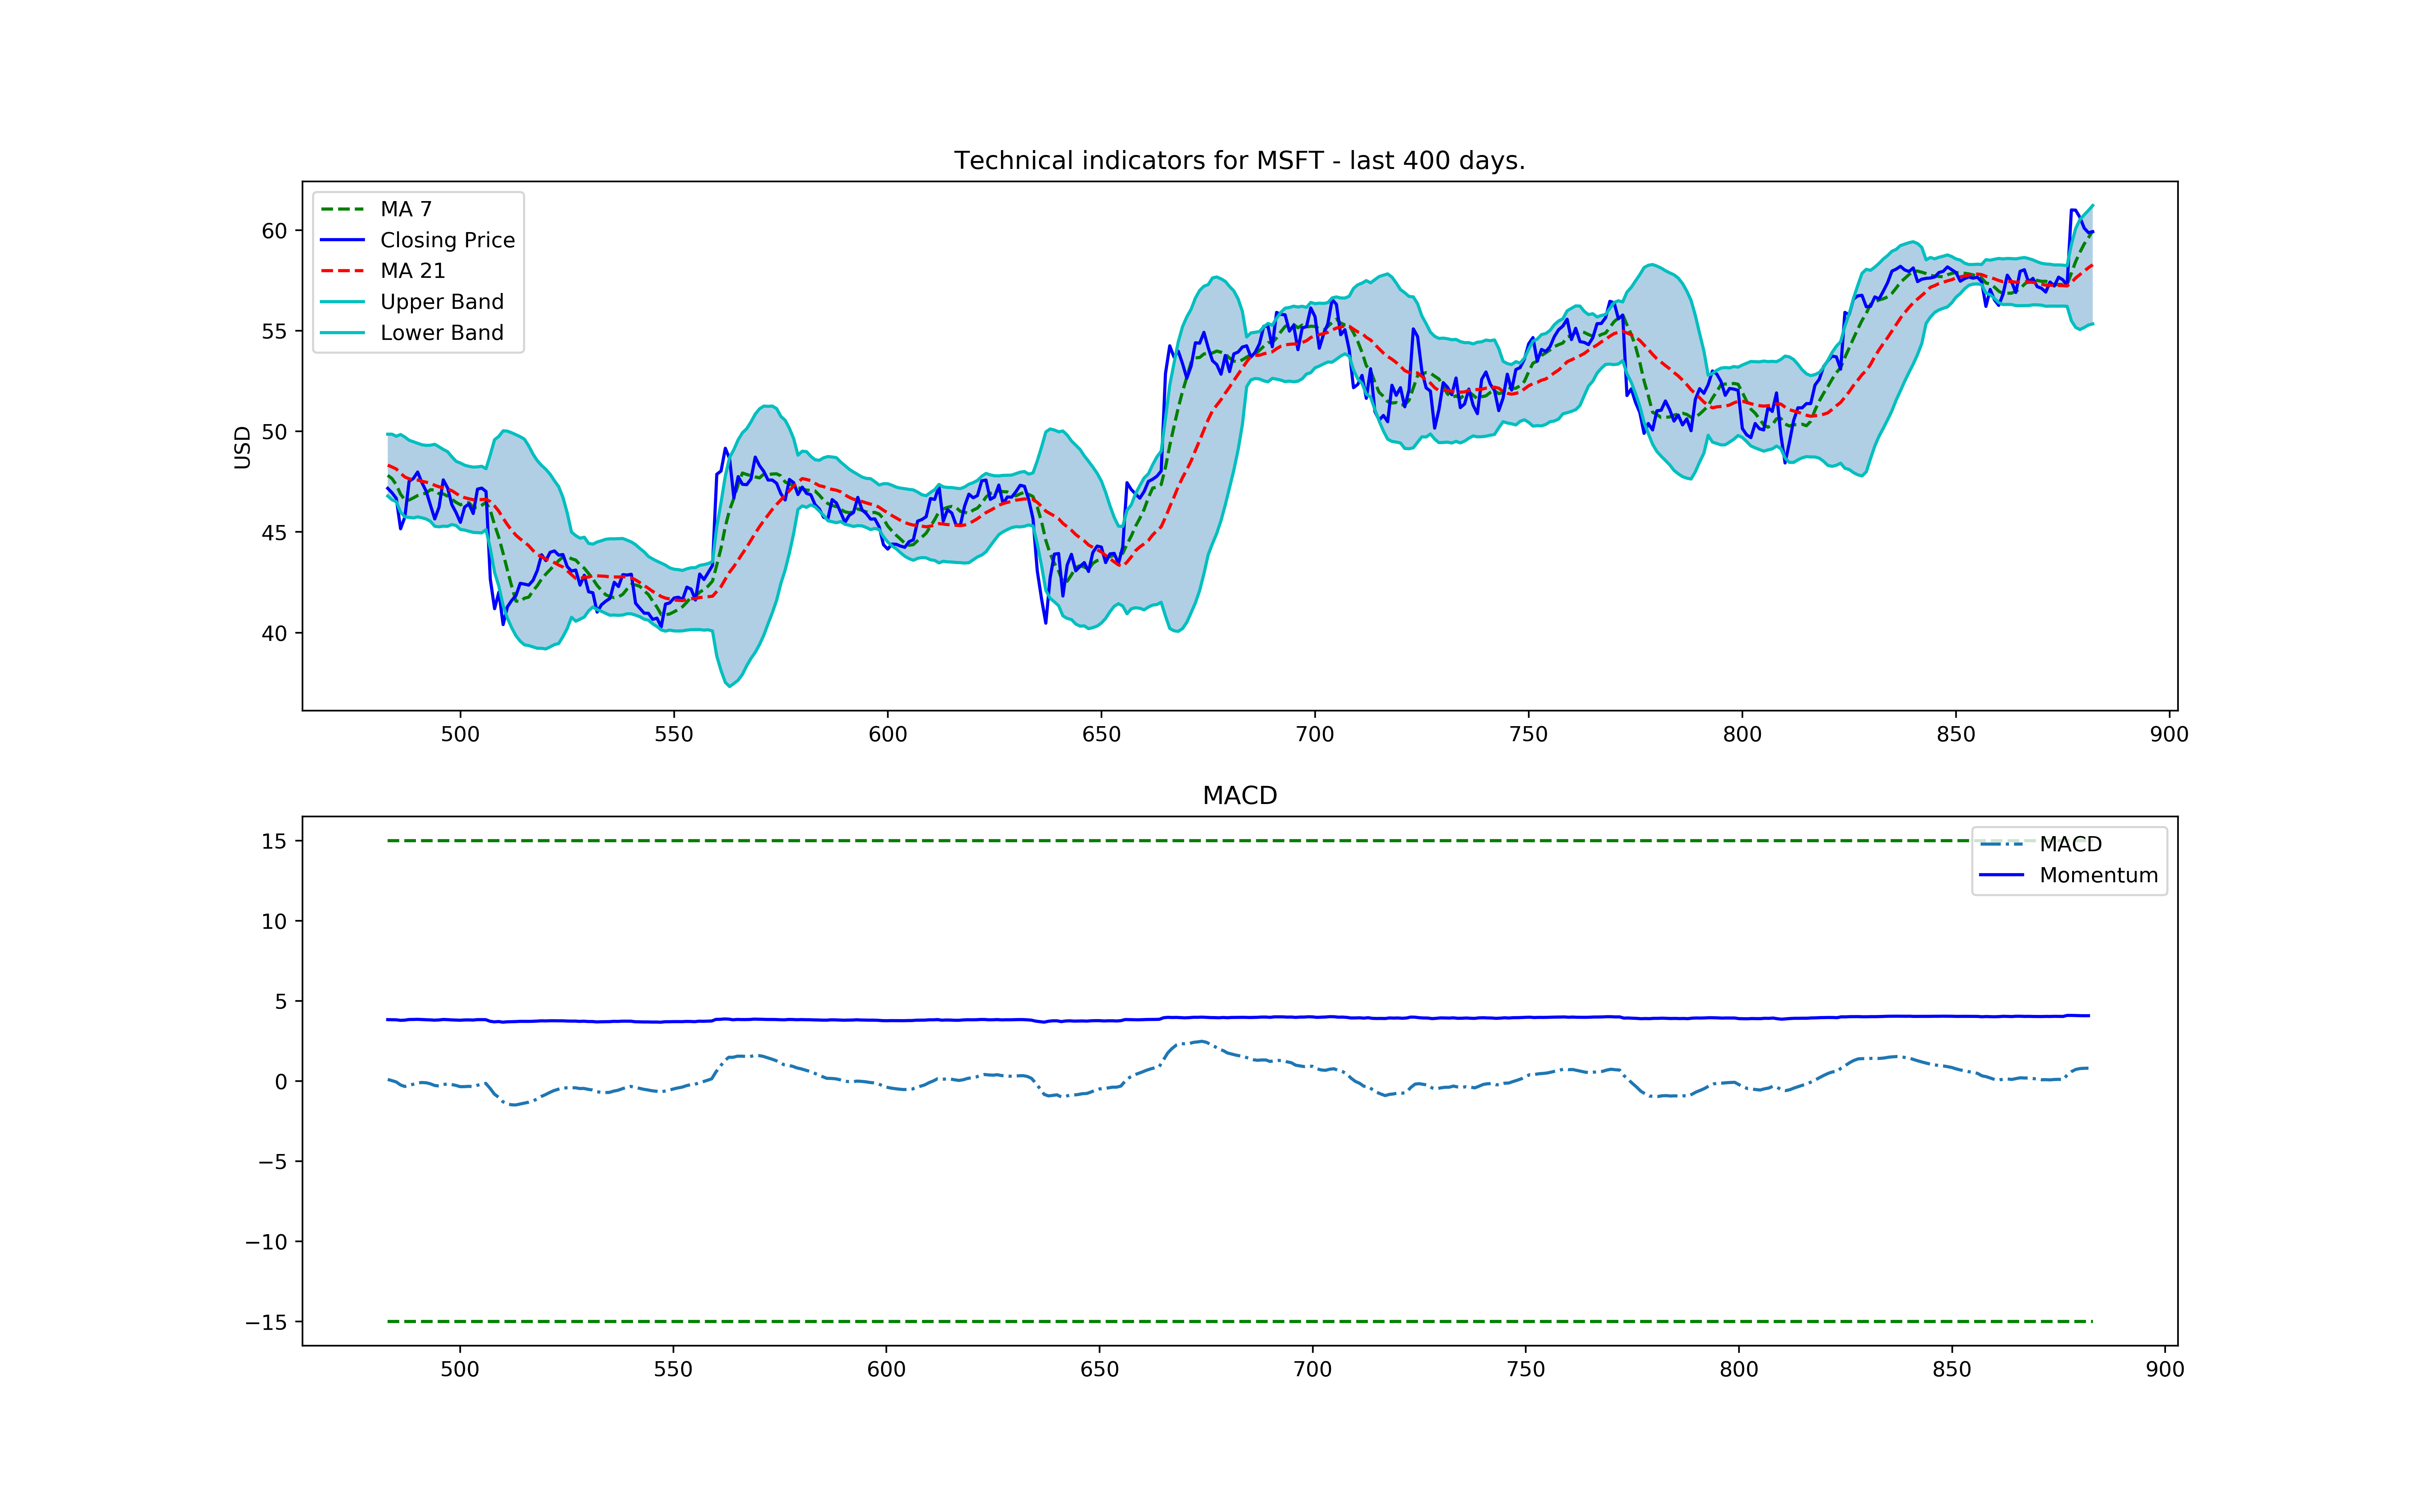 Technical indicators for MSFT - last 400 days.
MA 7
Closing Price
MA 21
Upper Band
Lower Band
USD
60
55
50
45
40
500 550 600 650 700 750 800 850 900
MACD
MACD
Momentum
15
10
5
0
−5
−10
−15
500 550 600 650 700 750 800 850 900